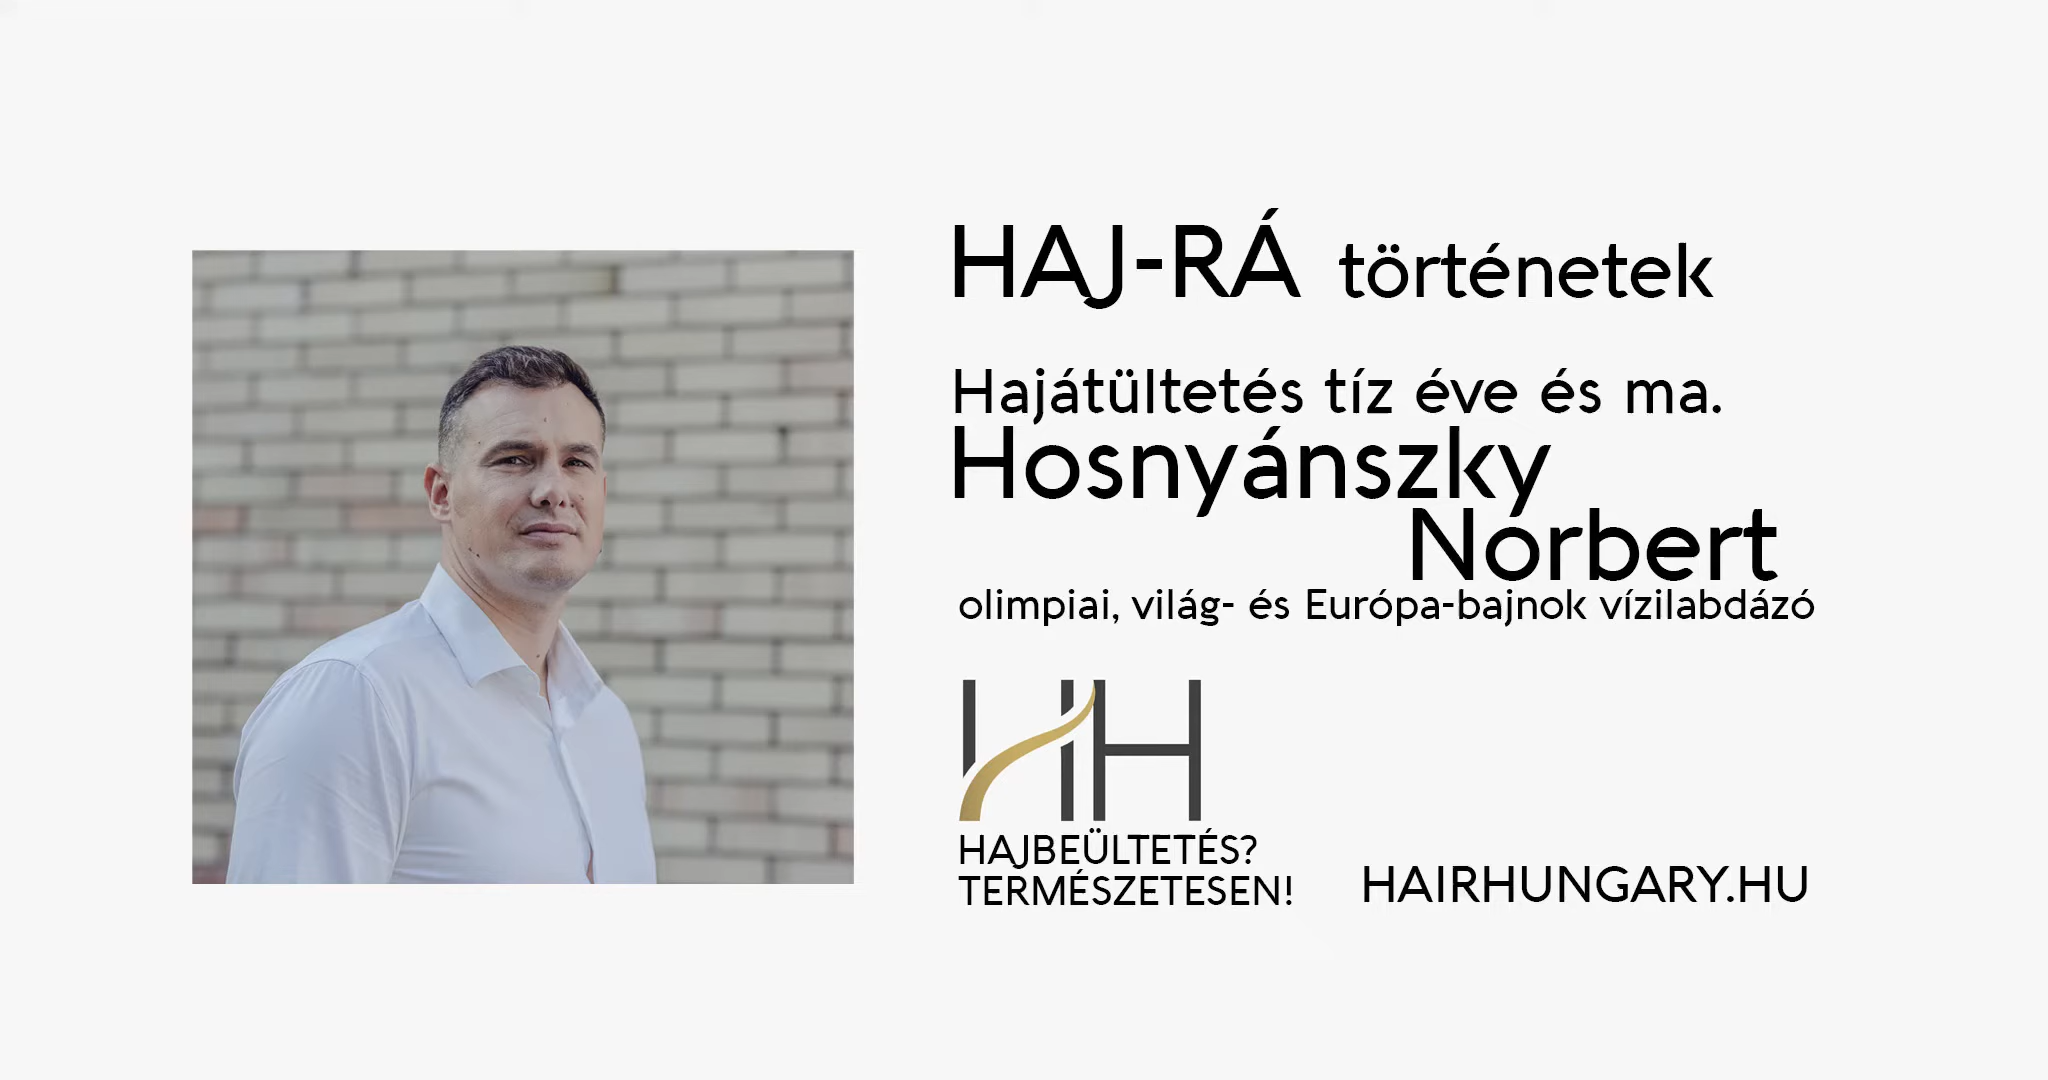 HAJ-RÁ történetek
Hajátültetés tíz éve és ma.
Hosnyánszky
Norbert
olimpiai, világ- és Európa-bajnok vízilabdázó
HH
HAJBEÜLTETÉS?
TERMÉSZETESEN!
HAIRHUNGARY.HU